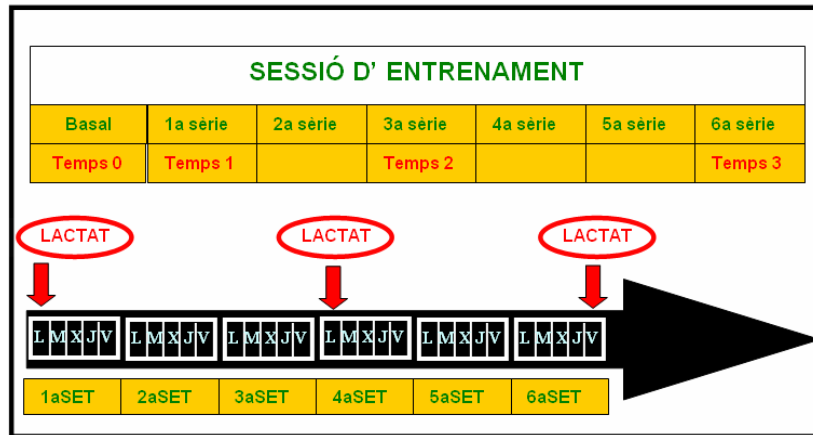 SESSIÓ D' ENTRENAMENT
Basal 1a sèrie 2a sèrie 3a sèrie 4a sèrie 5a sèrie 6a sèrie
Temps 0 Temps 1 Temps 2 Temps 3
LACTAT LACTAT LACTAT
L M X J V L M X J V L M X J V L M X J V L M X J V L M X J V
1aSET 2aSET 3aSET 4aSET 5aSET 6aSET